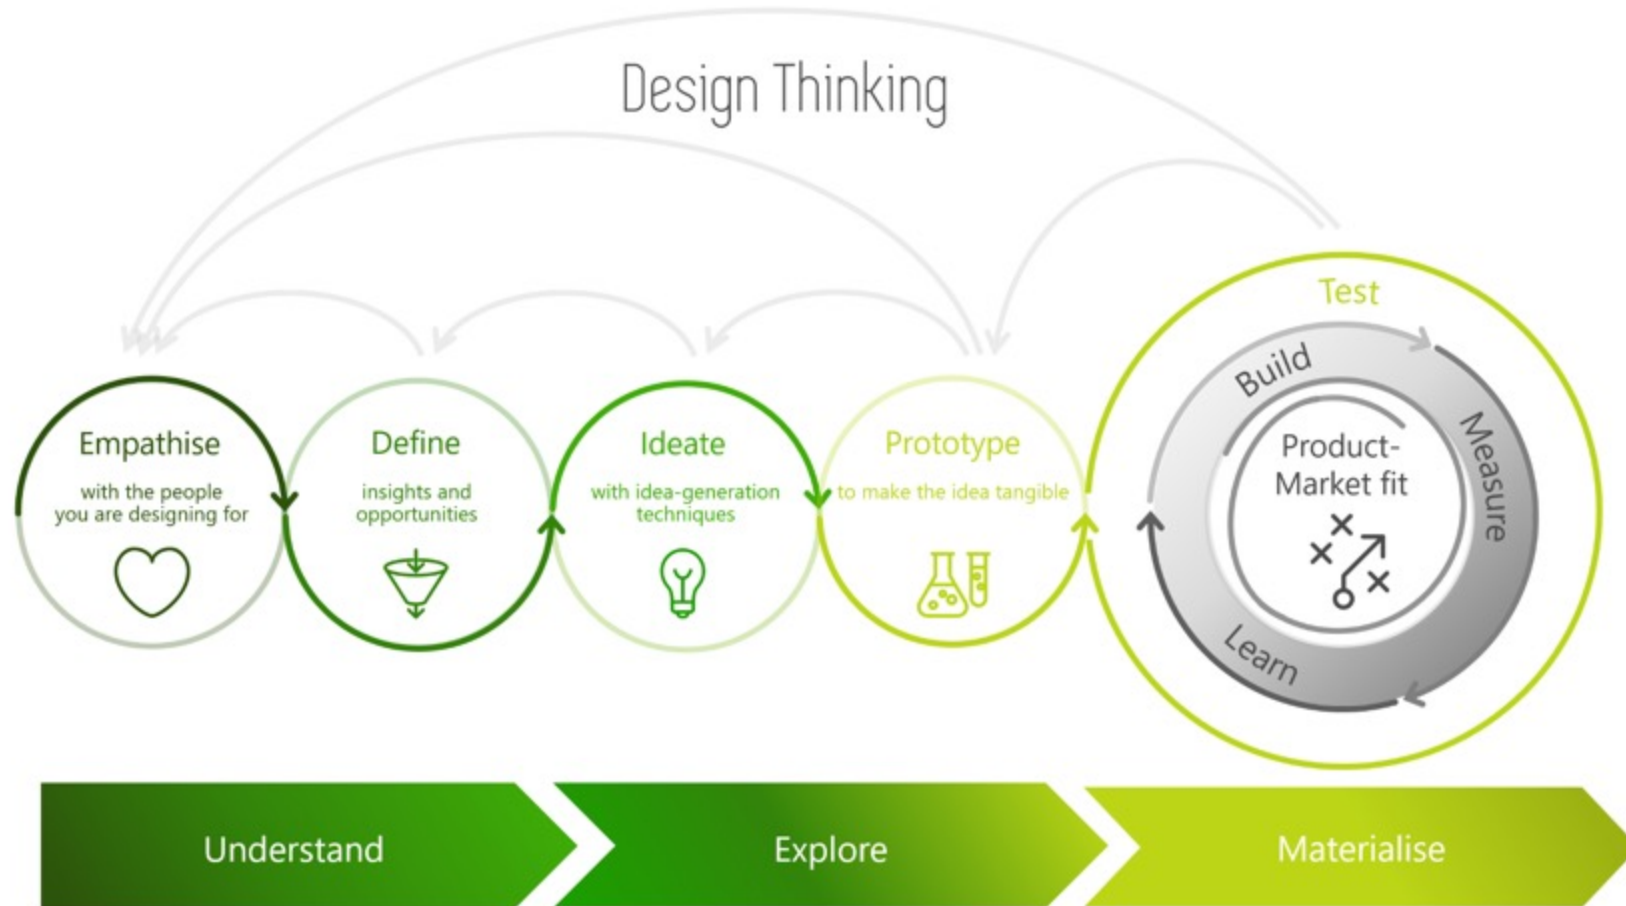 Design Thinking
Empathise
with the people
you are designing for
Define
insights and
opportunities
Ideate
with idea-generation
techniques
Prototype
to make the idea tangible
Test
Build
Measure
Learn
Product-
Market fit
Understand
Explore
Materialise